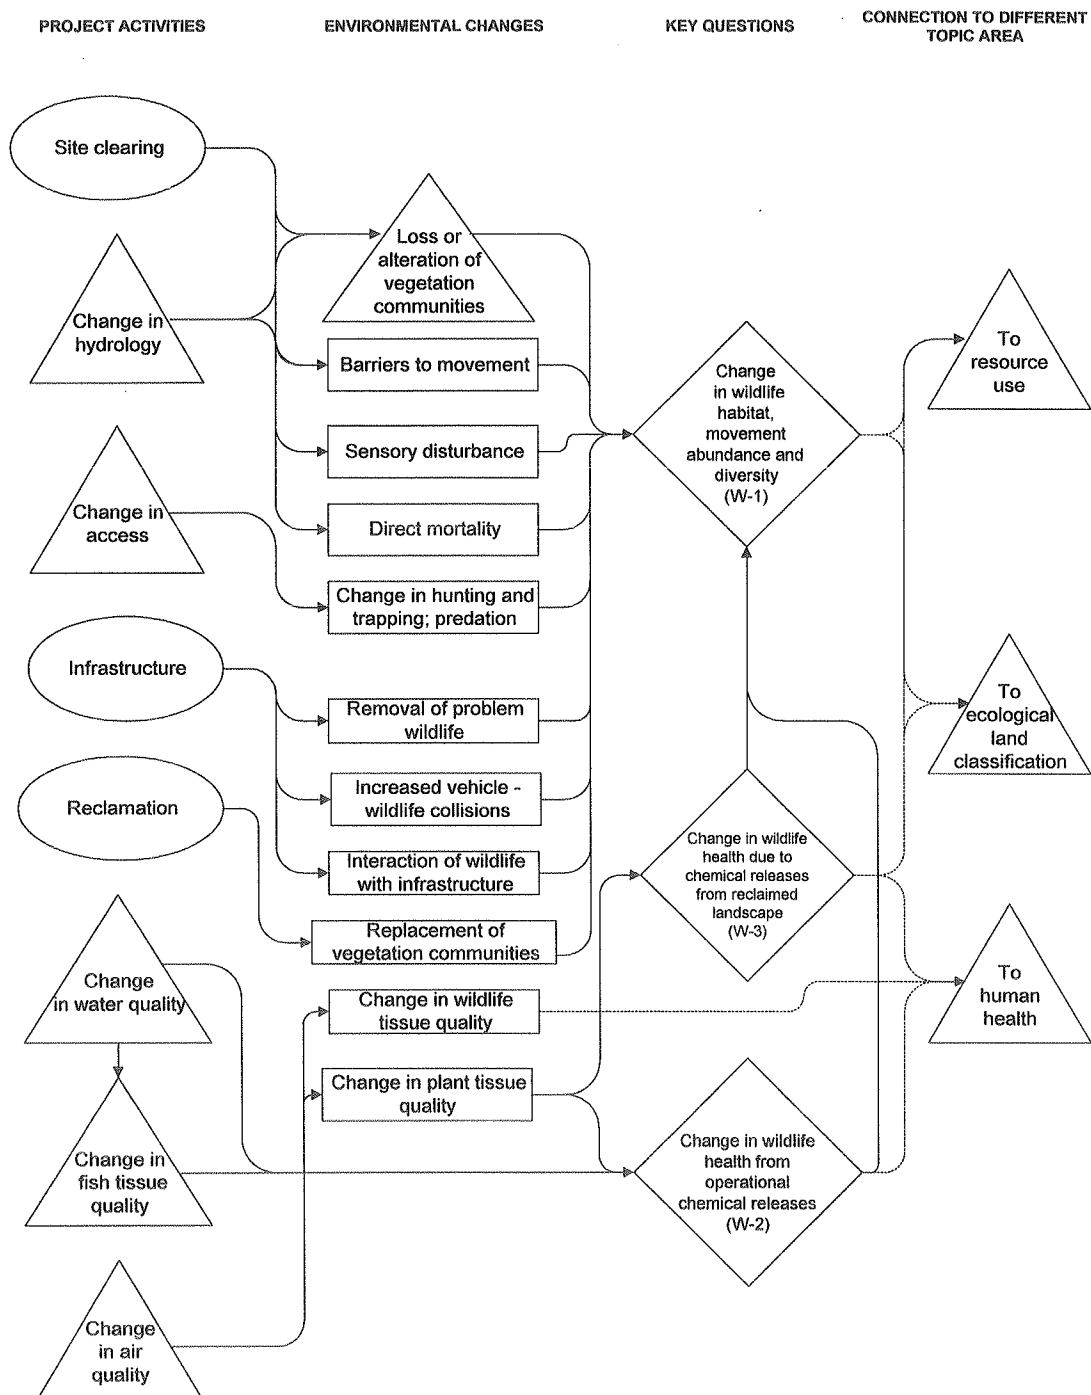 PROJECT ACTIVITIES
ENVIRONMENTAL CHANGES
KEY QUESTIONS
CONNECTION TO DIFFERENT
TOPIC AREA
Site clearing
Change in
hydrology
Change in
access
Infrastructure
Reclamation
Change
in water quality
Change in
fish tissue
quality
Change
in air
quality
Loss or
alteration of
vegetation
communities
Barriers to movement
Sensory disturbance
Direct mortality
Change in hunting and
trapping; predation
Removal of problem
wildlife
Increased vehicle -
wildlife collisions
Interaction of wildlife
with infrastructure
Replacement of
vegetation communities
Change in wildlife
tissue quality
Change in plant tissue
quality
Change
in wildlife
habitat,
movement
abundance and
diversity
(W-1)
Change in wildlife
health due to
chemical releases
from reclaimed
landscape
(W-3)
Change in wildlife
health from
operational
chemical releases
(W-2)
To
resource
use
To
ecological
land
classification
To
human
health